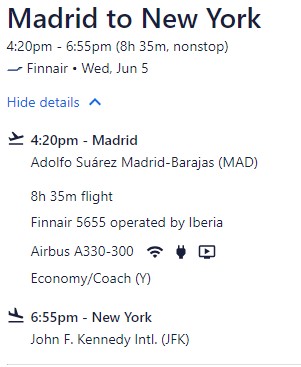 Madrid to New York
4:20pm - 6:55pm (8h 35m, nonstop)
Finnair • Wed, Jun 5
Hide details
4:20pm - Madrid
Adolfo Suárez Madrid-Barajas (MAD)
8h 35m flight
Finnair 5655 operated by Iberia
Airbus A330-300
Economy/Coach (Y)
6:55pm - New York
John F. Kennedy Intl. (JFK)